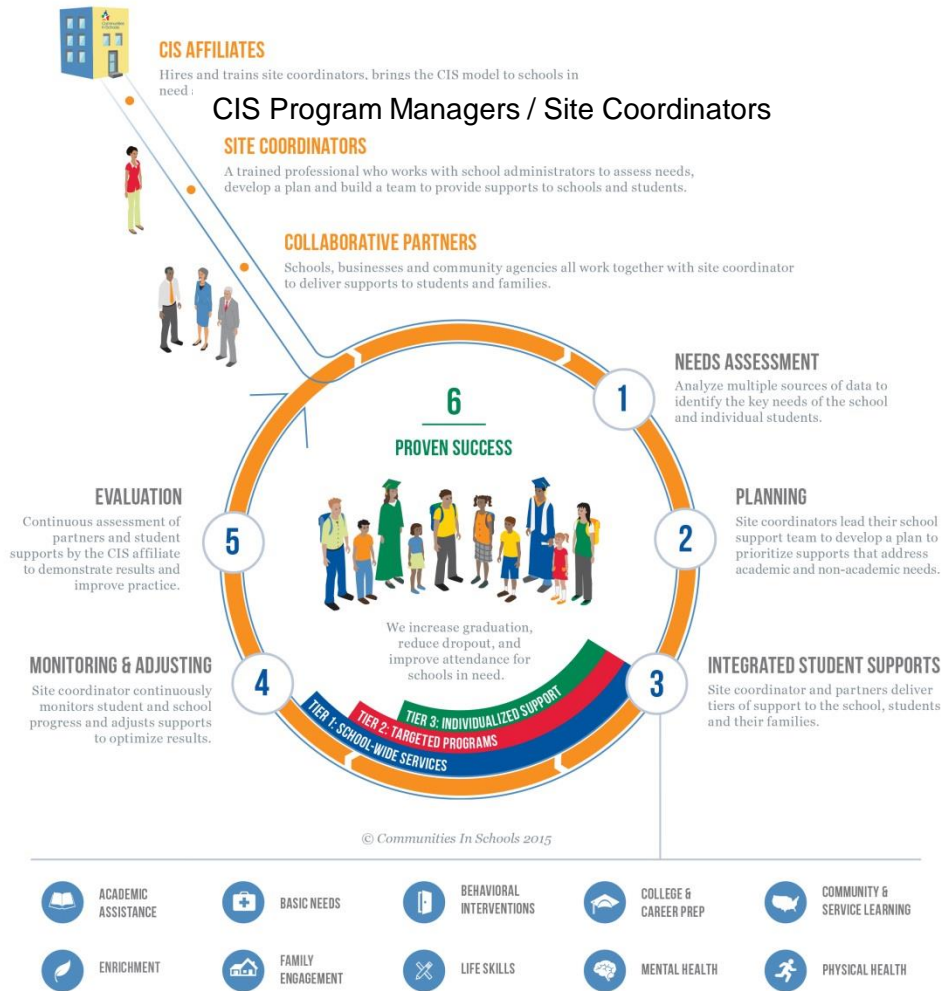 Communities
In Schools
CIS AFFILIATES
Hires and trains site coordinators, brings the CIS model to schools in
need
CIS Program Managers / Site Coordinators
SITE COORDINATORS
A trained professional who works with school administrators to assess needs,
develop a plan and build a team to provide supports to schools and students.
COLLABORATIVE PARTNERS
Schools, businesses and community agencies all work together with site coordinator
to deliver supports to students and families.
1
NEEDS ASSESSMENT
Analyze multiple sources of data to
identify the key needs of the school
and individual students.
2
PLANNING
Site coordinators lead their school
support team to develop a plan to
prioritize supports that address
academic and non-academic needs.
3
INTEGRATED STUDENT SUPPORTS
Site coordinator and partners deliver
tiers of support to the school, students
and their families.
TIER 3: INDIVIDUALIZED SUPPORT
TIER 2: TARGETED PROGRAMS
TIER 1: SCHOOL-WIDE SERVICES
4
MONITORING & ADJUSTING
Site coordinator continuously
monitors student and school
progress and adjusts supports
to optimize results.
5
EVALUATION
Continuous assessment of
partners and student
supports by the CIS affiliate
to demonstrate results and
improve practice.
6
PROVEN SUCCESS
We increase graduation,
reduce dropout, and
improve attendance for
schools in need.
© Communities In Schools 2015
ACADEMIC
ASSISTANCE
BASIC NEEDS
BEHAVIORAL
INTERVENTIONS
COLLEGE &
CAREER PREP
COMMUNITY &
SERVICE LEARNING
ENRICHMENT
FAMILY
ENGAGEMENT
LIFE SKILLS
MENTAL HEALTH
PHYSICAL HEALTH